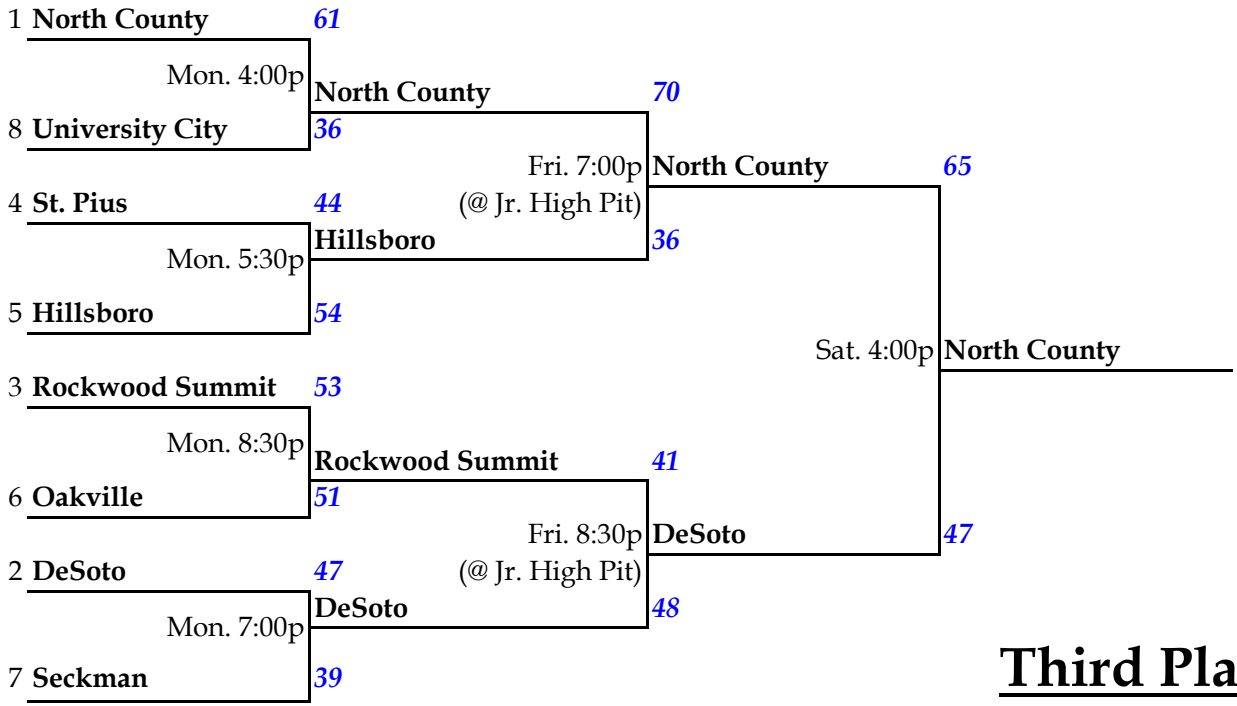 1 North County 61
Mon. 4:00p
North County 70
8 University City 36
Fri. 7:00p North County 65
4 St. Pius 44 (@ Jr. High Pit)
Hillsboro 36
Mon. 5:30p
5 Hillsboro 54
Sat. 4:00p North County
3 Rockwood Summit 53
Mon. 8:30p
Rockwood Summit 41
6 Oakville 51
Fri. 8:30p DeSoto 47
2 DeSoto 47 (@ Jr. High Pit)
DeSoto 48
Mon. 7:00p
7 Seckman 39
Third Pla